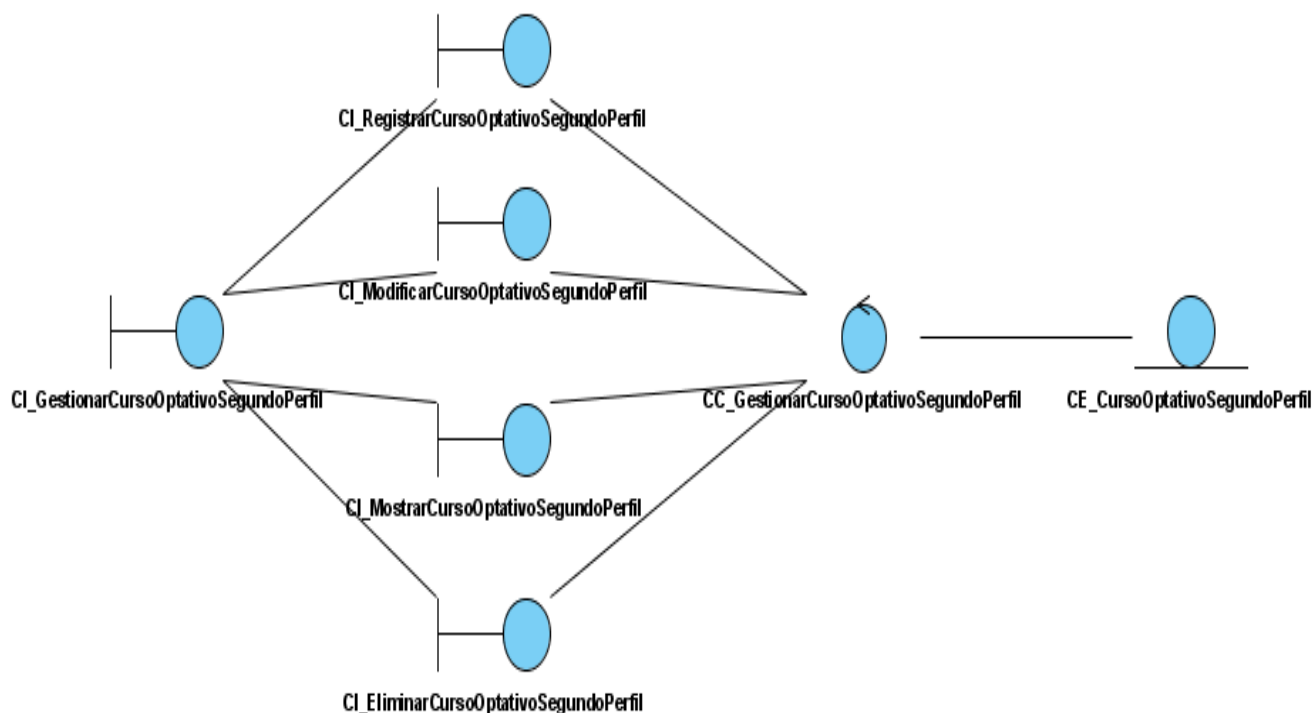 CI_RegistrarCursoOptativoSegundoPerfil
CI_ModificarCursoOptativoSegundoPerfil
CI_GestionarCursoOptativoSegundoPerfil
CC_GestionarCursoOptativoSegundoPerfil
CE_CursoOptativoSegundoPerfil
CI_MostrarCursoOptativoSegundoPerfil
CI_EliminarCursoOptativoSegundoPerfil